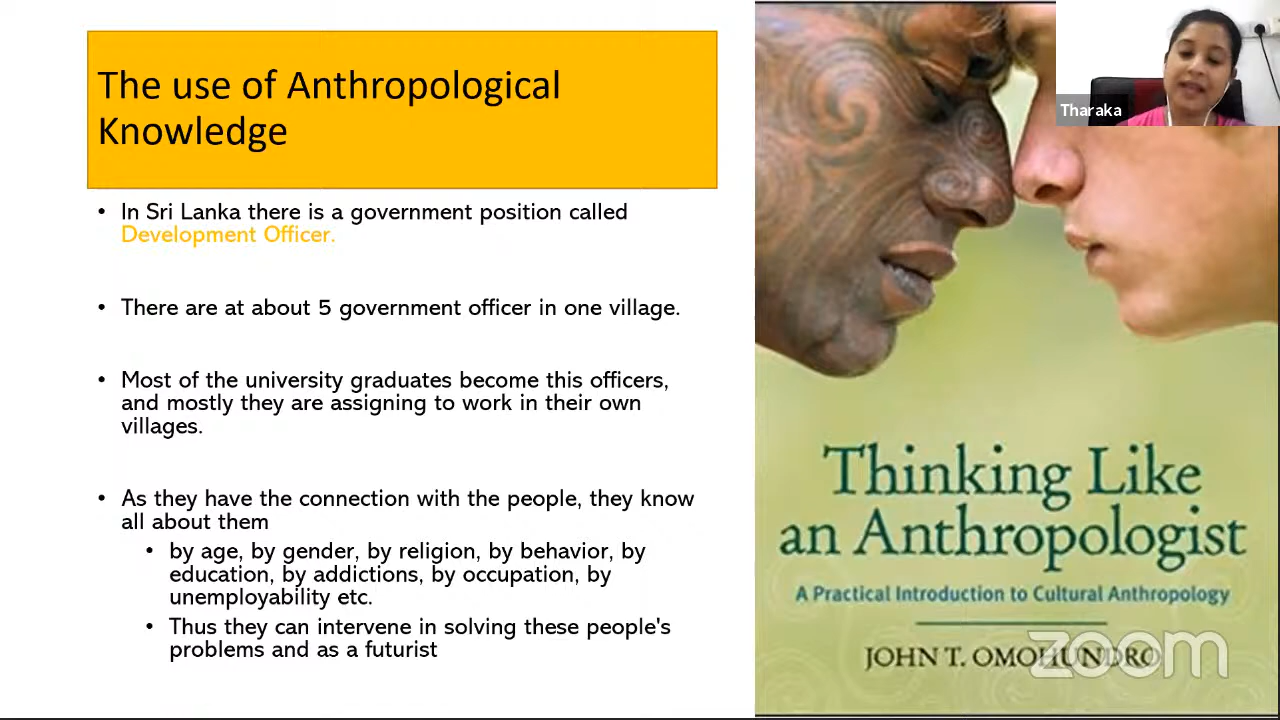 The use of Anthropological
Knowledge
• In Sri Lanka there is a government position called
Development Officer.
• There are at about 5 government officer in one village.
• Most of the university graduates become this officers,
and mostly they are assigning to work in their own
villages.
• As they have the connection with the people, they know
all about them
• by age, by gender, by religion, by behavior, by
education, by addictions, by occupation, by
unemployability etc.
• Thus they can intervene in solving these people's
problems and as a futurist
Tharaka
Thinking Like
an Anthropologist
A Practical Introduction to Cultural Anthropology
JOHN T. OMOHUNDRO
zoom